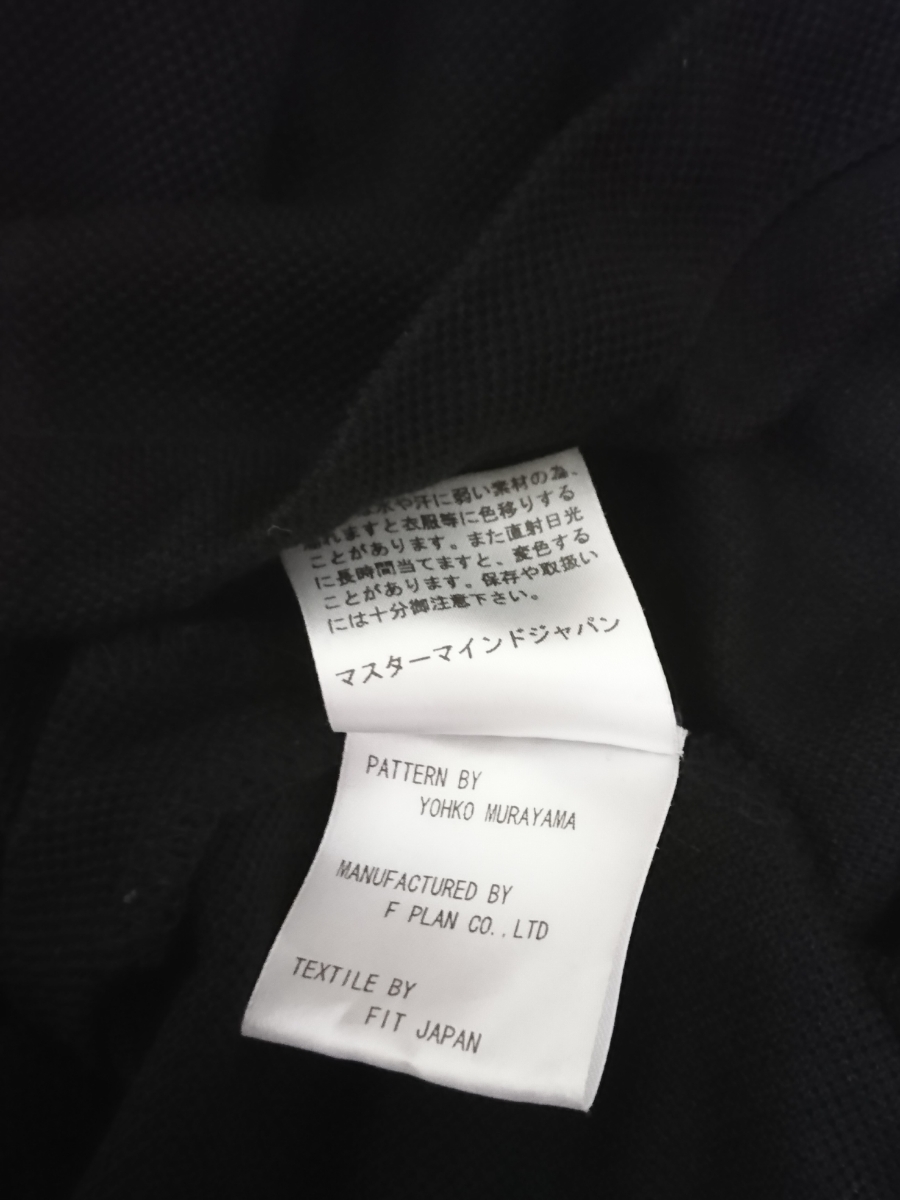 水や汗に弱い素材の為、
れますと衣服等に色移りする
ことがあります。また直射日光
に長時間当てますと、変色する
ことがあります。保存や取扱い
には十分御注意下さい。
マスターマインドジャパン
PATTERN BY
YOHKO MURAYAMA
MANUFACTURED BY
F PLAN CO.,LTD
TEXTILE BY
FIT JAPAN